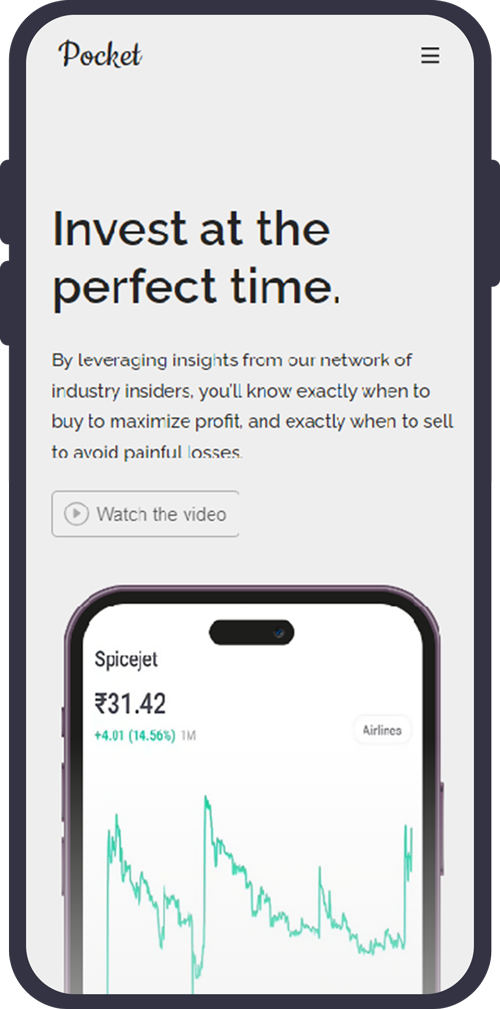 Pocket
Invest at the
perfect time.
By leveraging insights from our network of
industry insiders, you'll know exactly when to
buy to maximize profit, and exactly when to sell
to avoid painful losses.
Watch the video
Spicejet
₹31.42
+4.01 (14.56%) 1M
Airlines